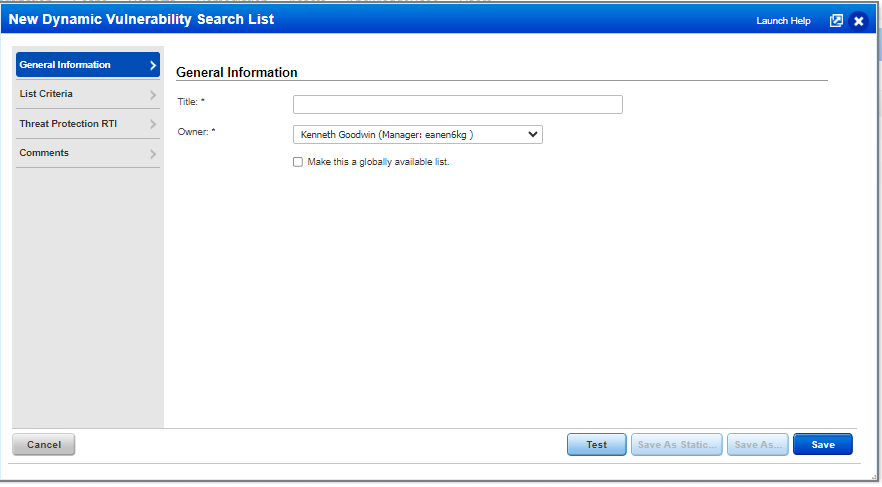 New Dynamic Vulnerability Search List
Launch Help
General Information
List Criteria
Threat Protection RTI
Comments
General Information
Title: *
Owner: *
Kenneth Goodwin (Manager: eanen6kg )
Make this a globally available list.
Cancel
Test
Save As Static...
Save As...
Save